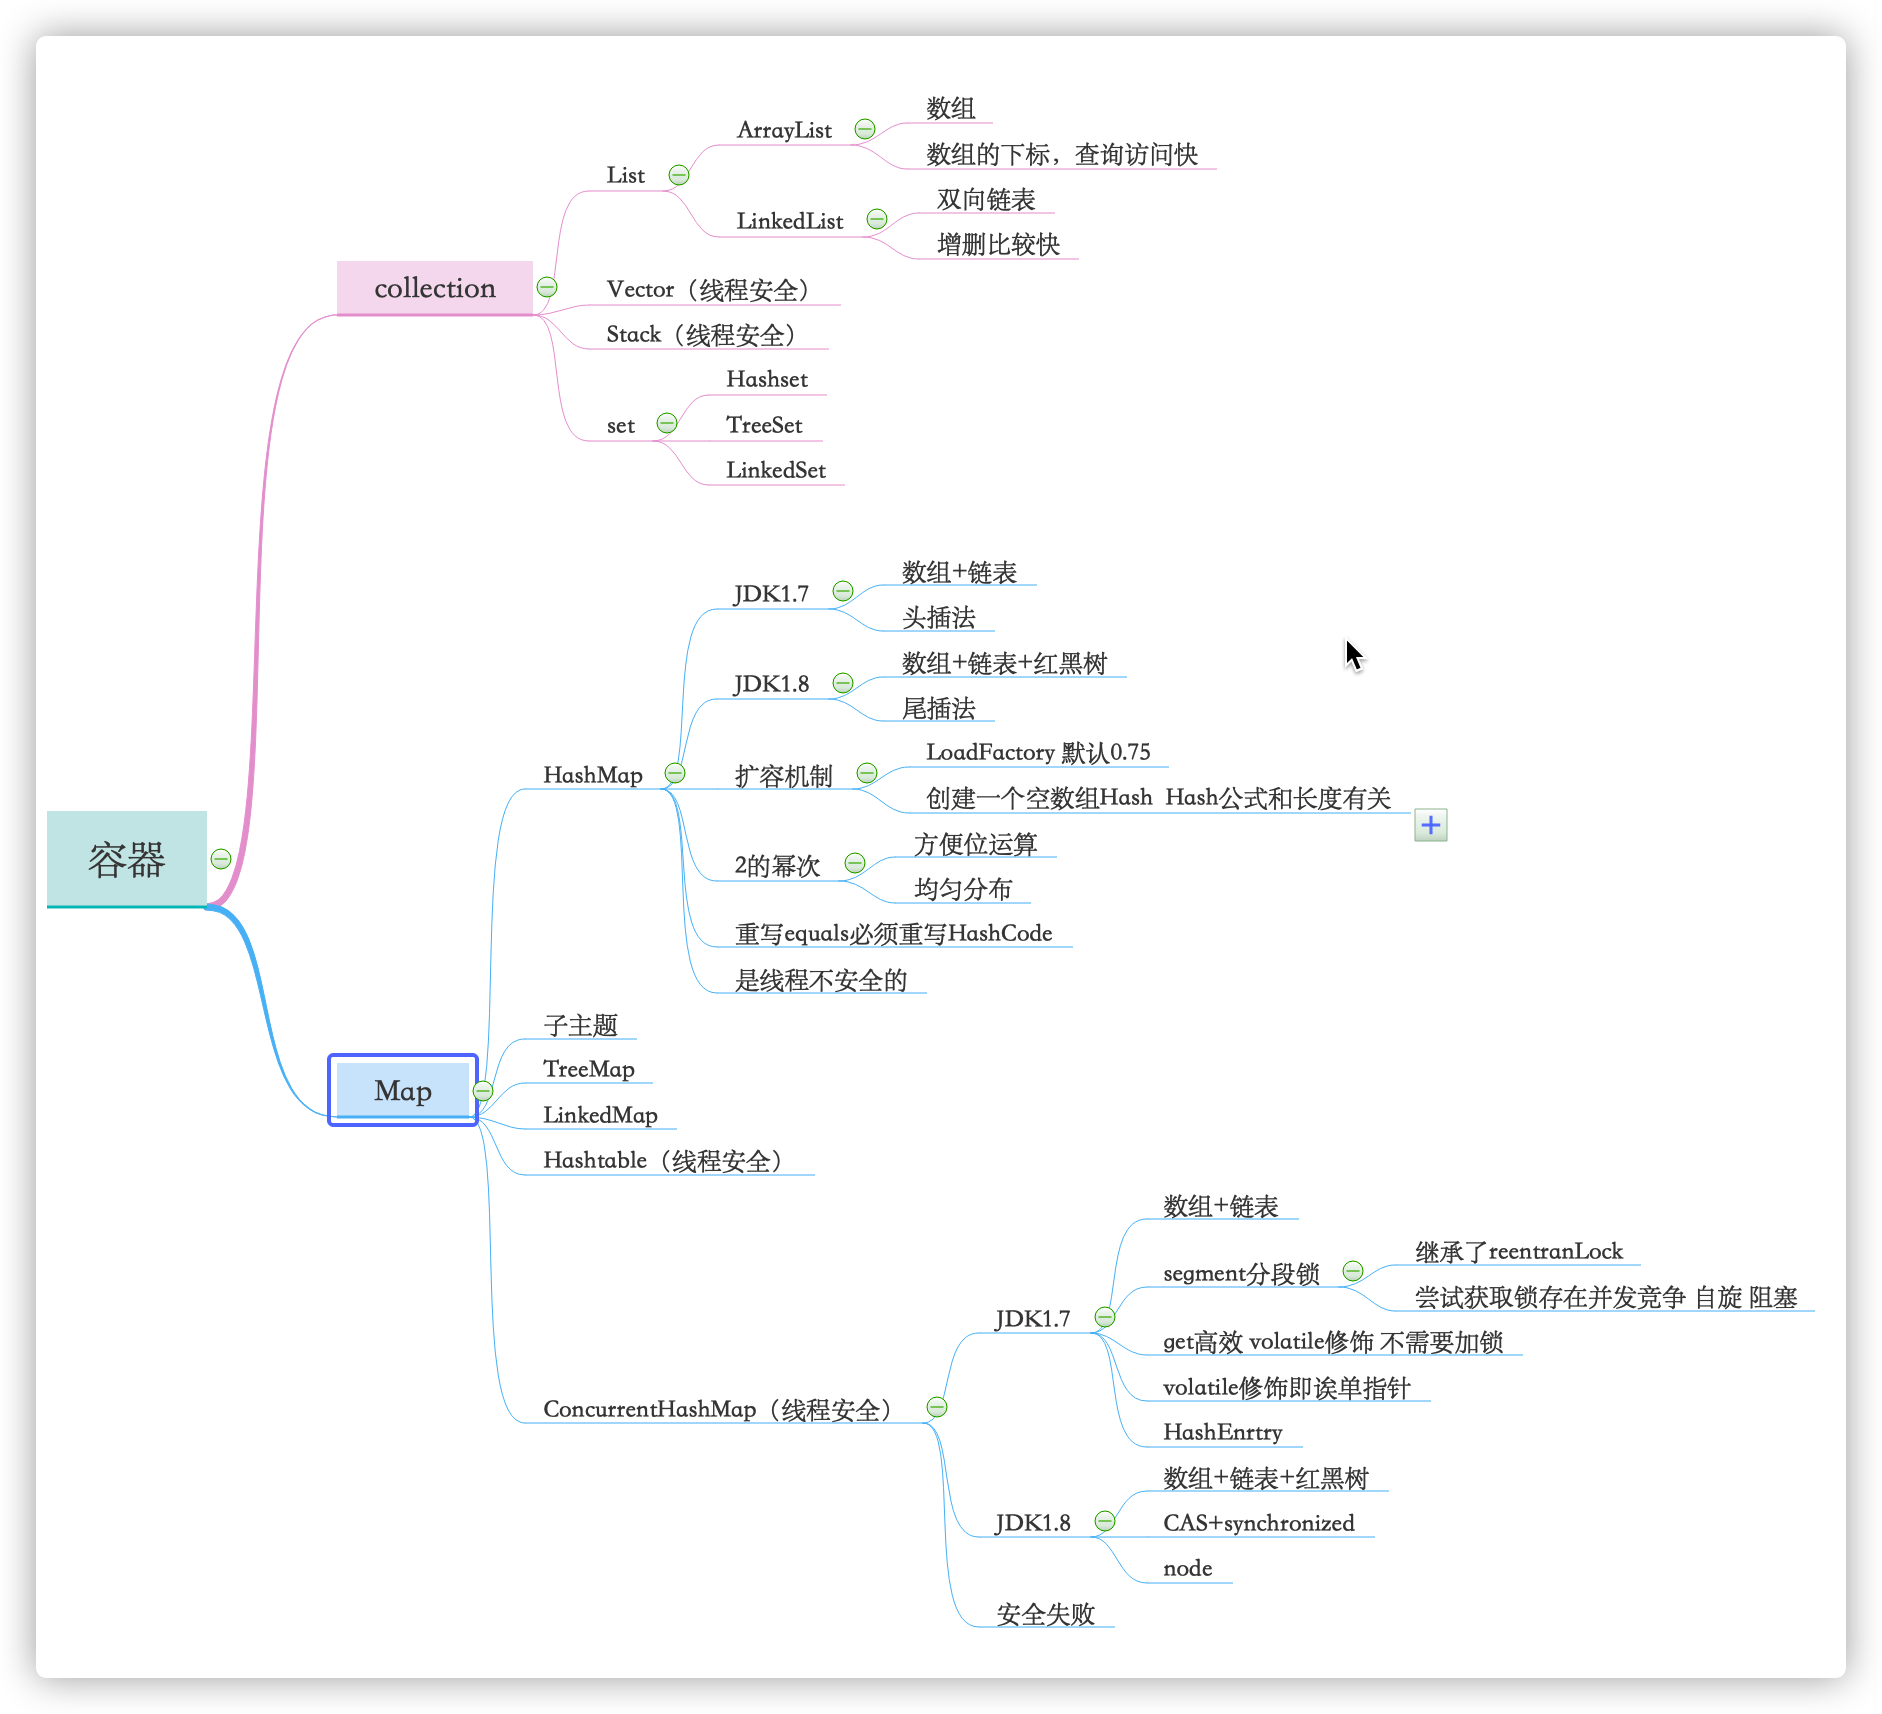 容器
collection
List
ArrayList
数组
数组的下标，查询访问快
LinkedList
双向链表
增删比较快
Vector（线程安全）
Stack（线程安全）
set
Hashset
TreeSet
LinkedSet
Map
HashMap
JDK1.7
数组+链表
头插法
JDK1.8
数组+链表+红黑树
尾插法
扩容机制
LoadFactory 默认0.75
创建一个空数组Hash  Hash公式和长度有关
2的幂次
方便位运算
均匀分布
重写equals必须重写HashCode
是线程不安全的
子主题
TreeMap
LinkedMap
Hashtable（线程安全）
ConcurrentHashMap（线程安全）
JDK1.7
数组+链表
segment分段锁
继承了reentranLock
尝试获取锁存在并发竞争 自旋 阻塞
get高效 volatile修饰 不需要加锁
volatile修饰即诶单指针
HashEnrtry
JDK1.8
数组+链表+红黑树
CAS+synchronized
node
安全失败